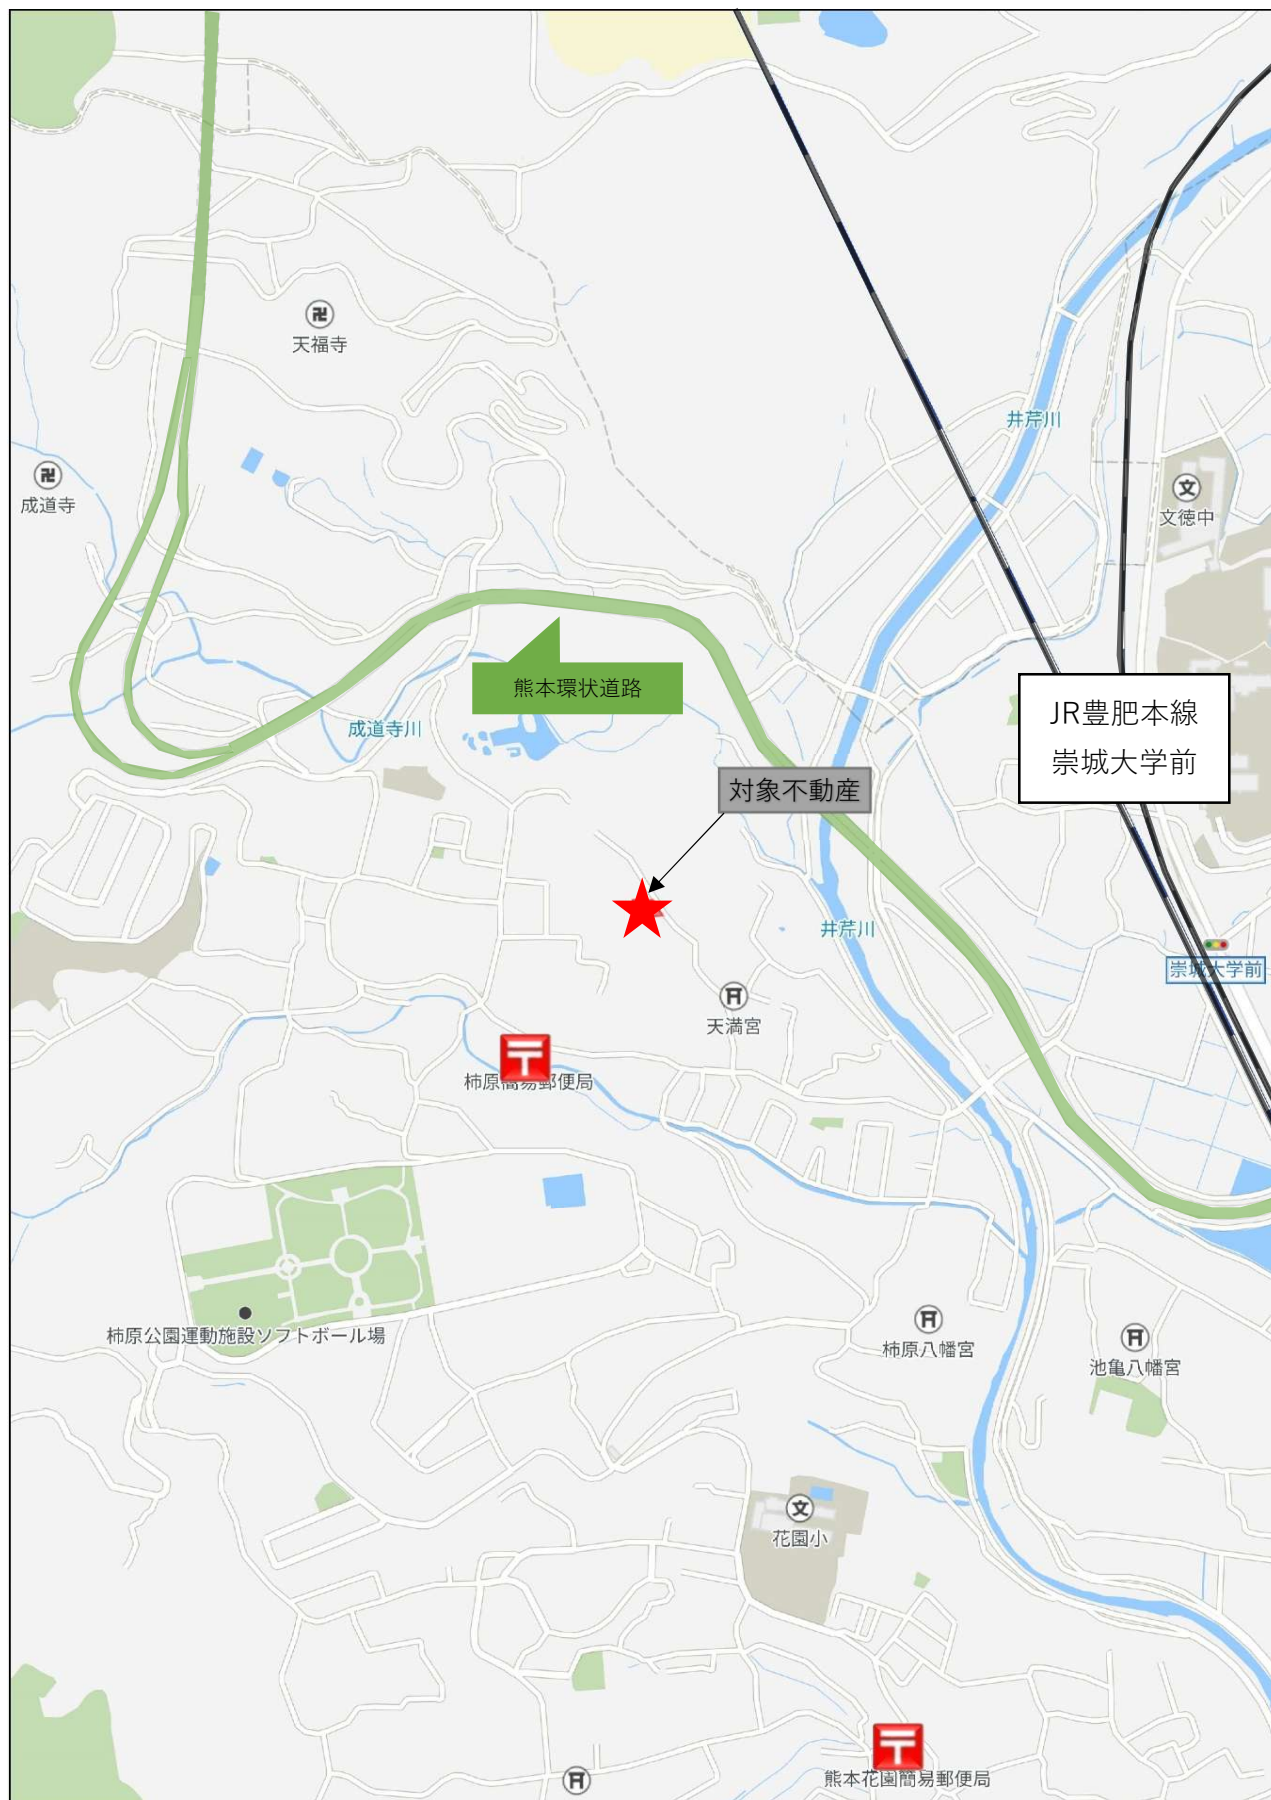 天福寺
井芹川
成道寺
文徳中
熊本環状道路
成道寺川
JR豊肥本線
崇城大学前
対象不動産
井芹川
崇城大学前
天満宮
柿原簡易郵便局
柿原公園運動施設ソフトボール場
柿原八幡宮
池亀八幡宮
花園小
熊本花園簡易郵便局